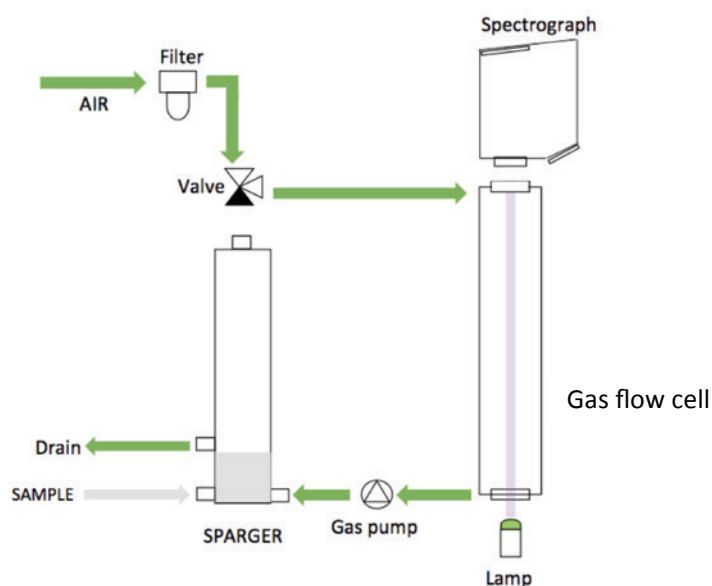 Spectrograph
Filter
AIR
Valve
Gas flow cell
Drain
SAMPLE
Gas pump
SPARGER
Lamp